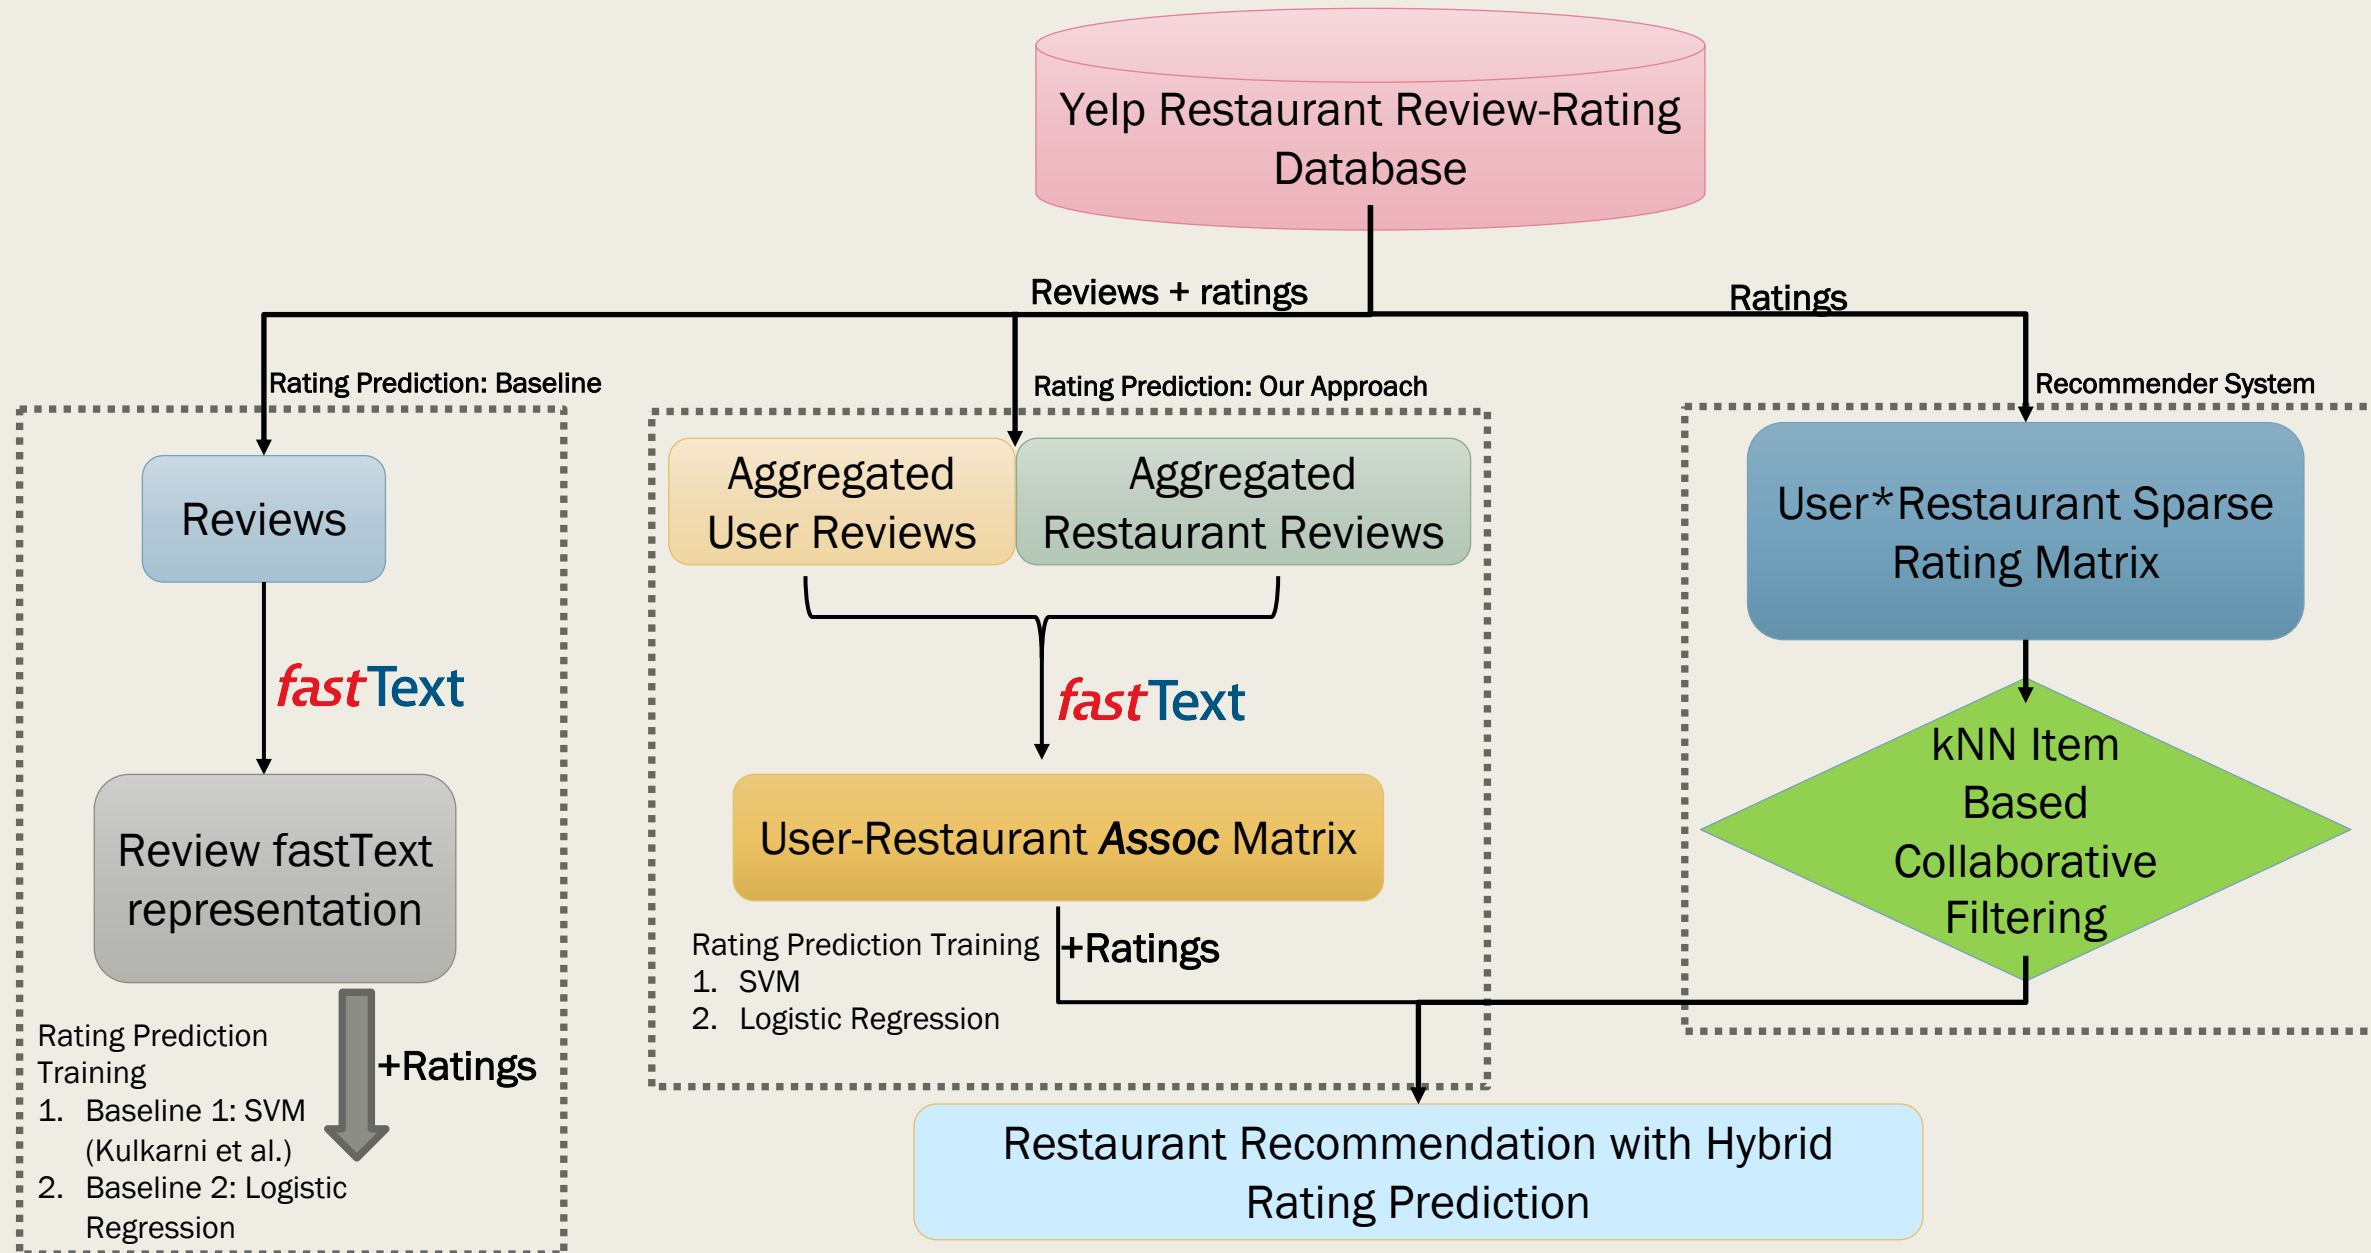 Yelp Restaurant Review-Rating
Database
Reviews + ratings
Ratings
Rating Prediction: Baseline
Rating Prediction: Our Approach
Recommender System
Reviews
fastText
Review fastText
representation
Rating Prediction
Training
1. Baseline 1: SVM
(Kulkarni et al.)
2. Baseline 2: Logistic
Regression
+Ratings
Aggregated
User Reviews
Aggregated
Restaurant Reviews
fastText
User-Restaurant Assoc Matrix
Rating Prediction Training
1. SVM
2. Logistic Regression
+Ratings
User*Restaurant Sparse
Rating Matrix
kNN Item
Based
Collaborative
Filtering
Restaurant Recommendation with Hybrid
Rating Prediction